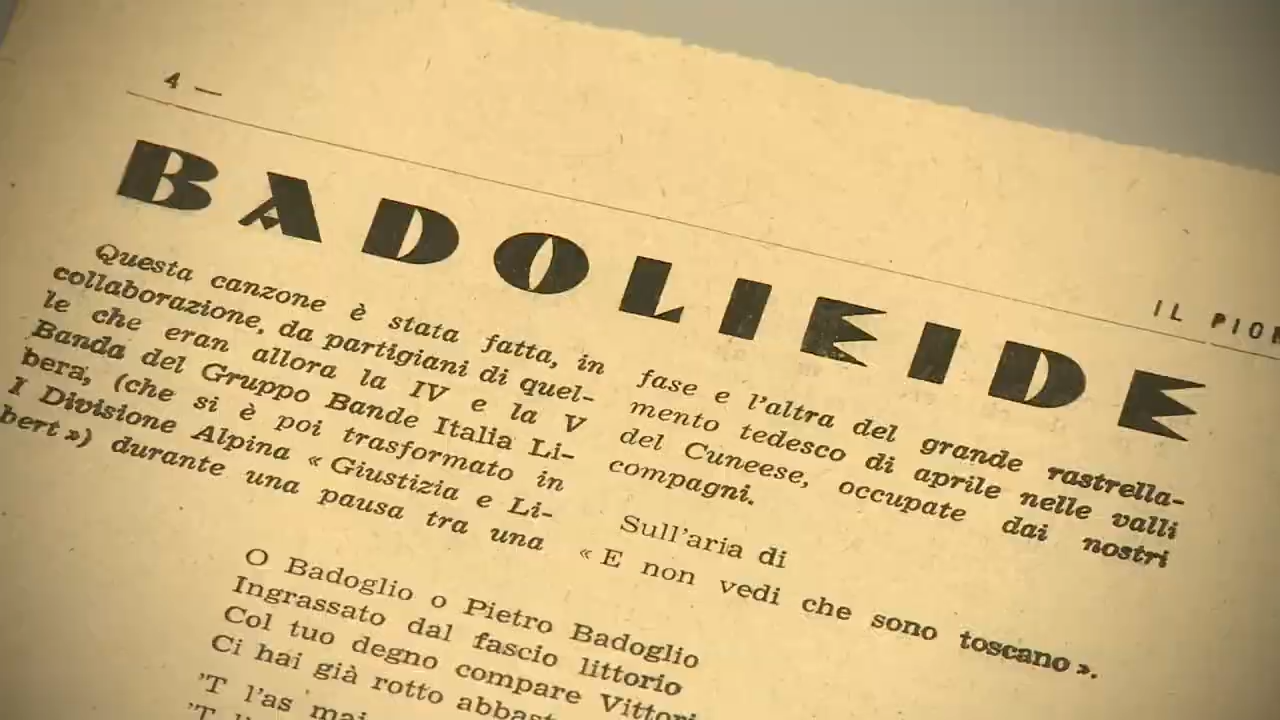 4 —
IL PIO
BADOLIEIDE
Questa canzone è stata fatta, in
collaborazione, da partigiani di quel-
le che eran allora la IV e la V
Banda del Gruppo Bande Italia Li-
bera, (che si è poi trasformato in
I Divisione Alpina « Giustizia e Li-
bert ») durante una pausa tra una
fase e l'altra del grande rastrella-
mento tedesco di aprile nelle valli
del Cuneese, occupate dai nostri
compagni.
Sull'aria di
« E non vedi che sono toscano ».
O Badoglio o Pietro Badoglio
Ingrassato dal fascio littorio
Col tuo degno compare Vittori
Ci hai già rotto abbast
'T l'as mai